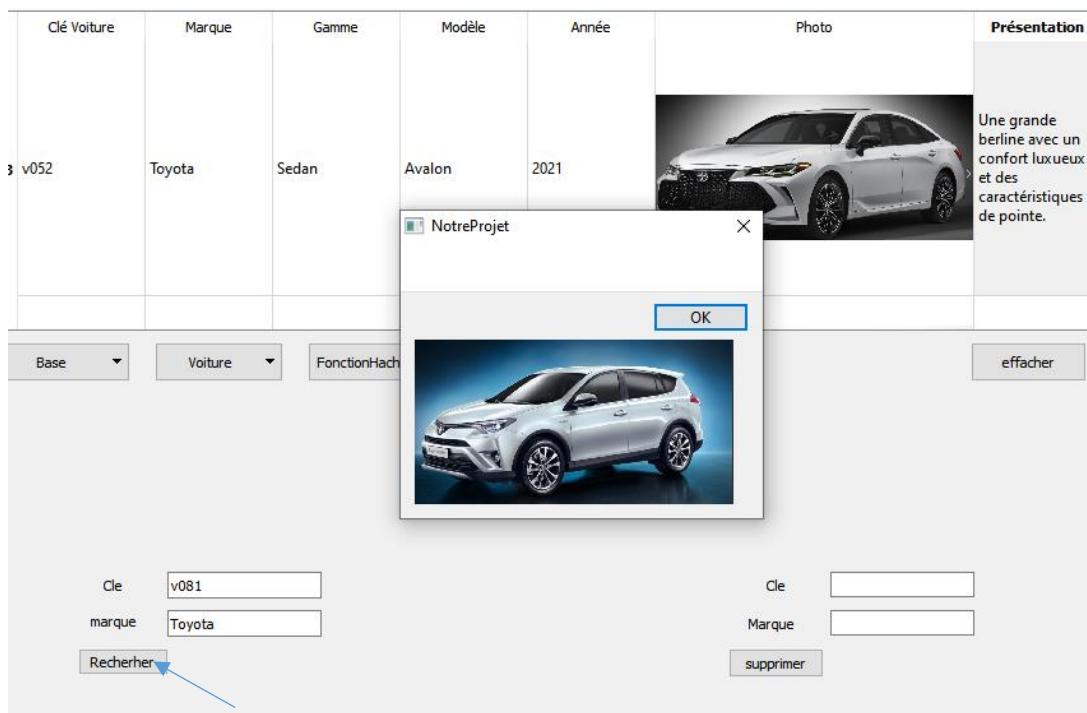 Clé Voiture Marque Gamme Modèle Année Photo Présentation
3 v052 Toyota Sedan Avalon 2021
Une grande
berline avec un
confort luxueux
et des
caractéristiques
de pointe.
NotreProjet
OK
Base Voiture FonctionHach effacher
Cle v081 Cle
marque Toyota Marque
Recherher supprimer